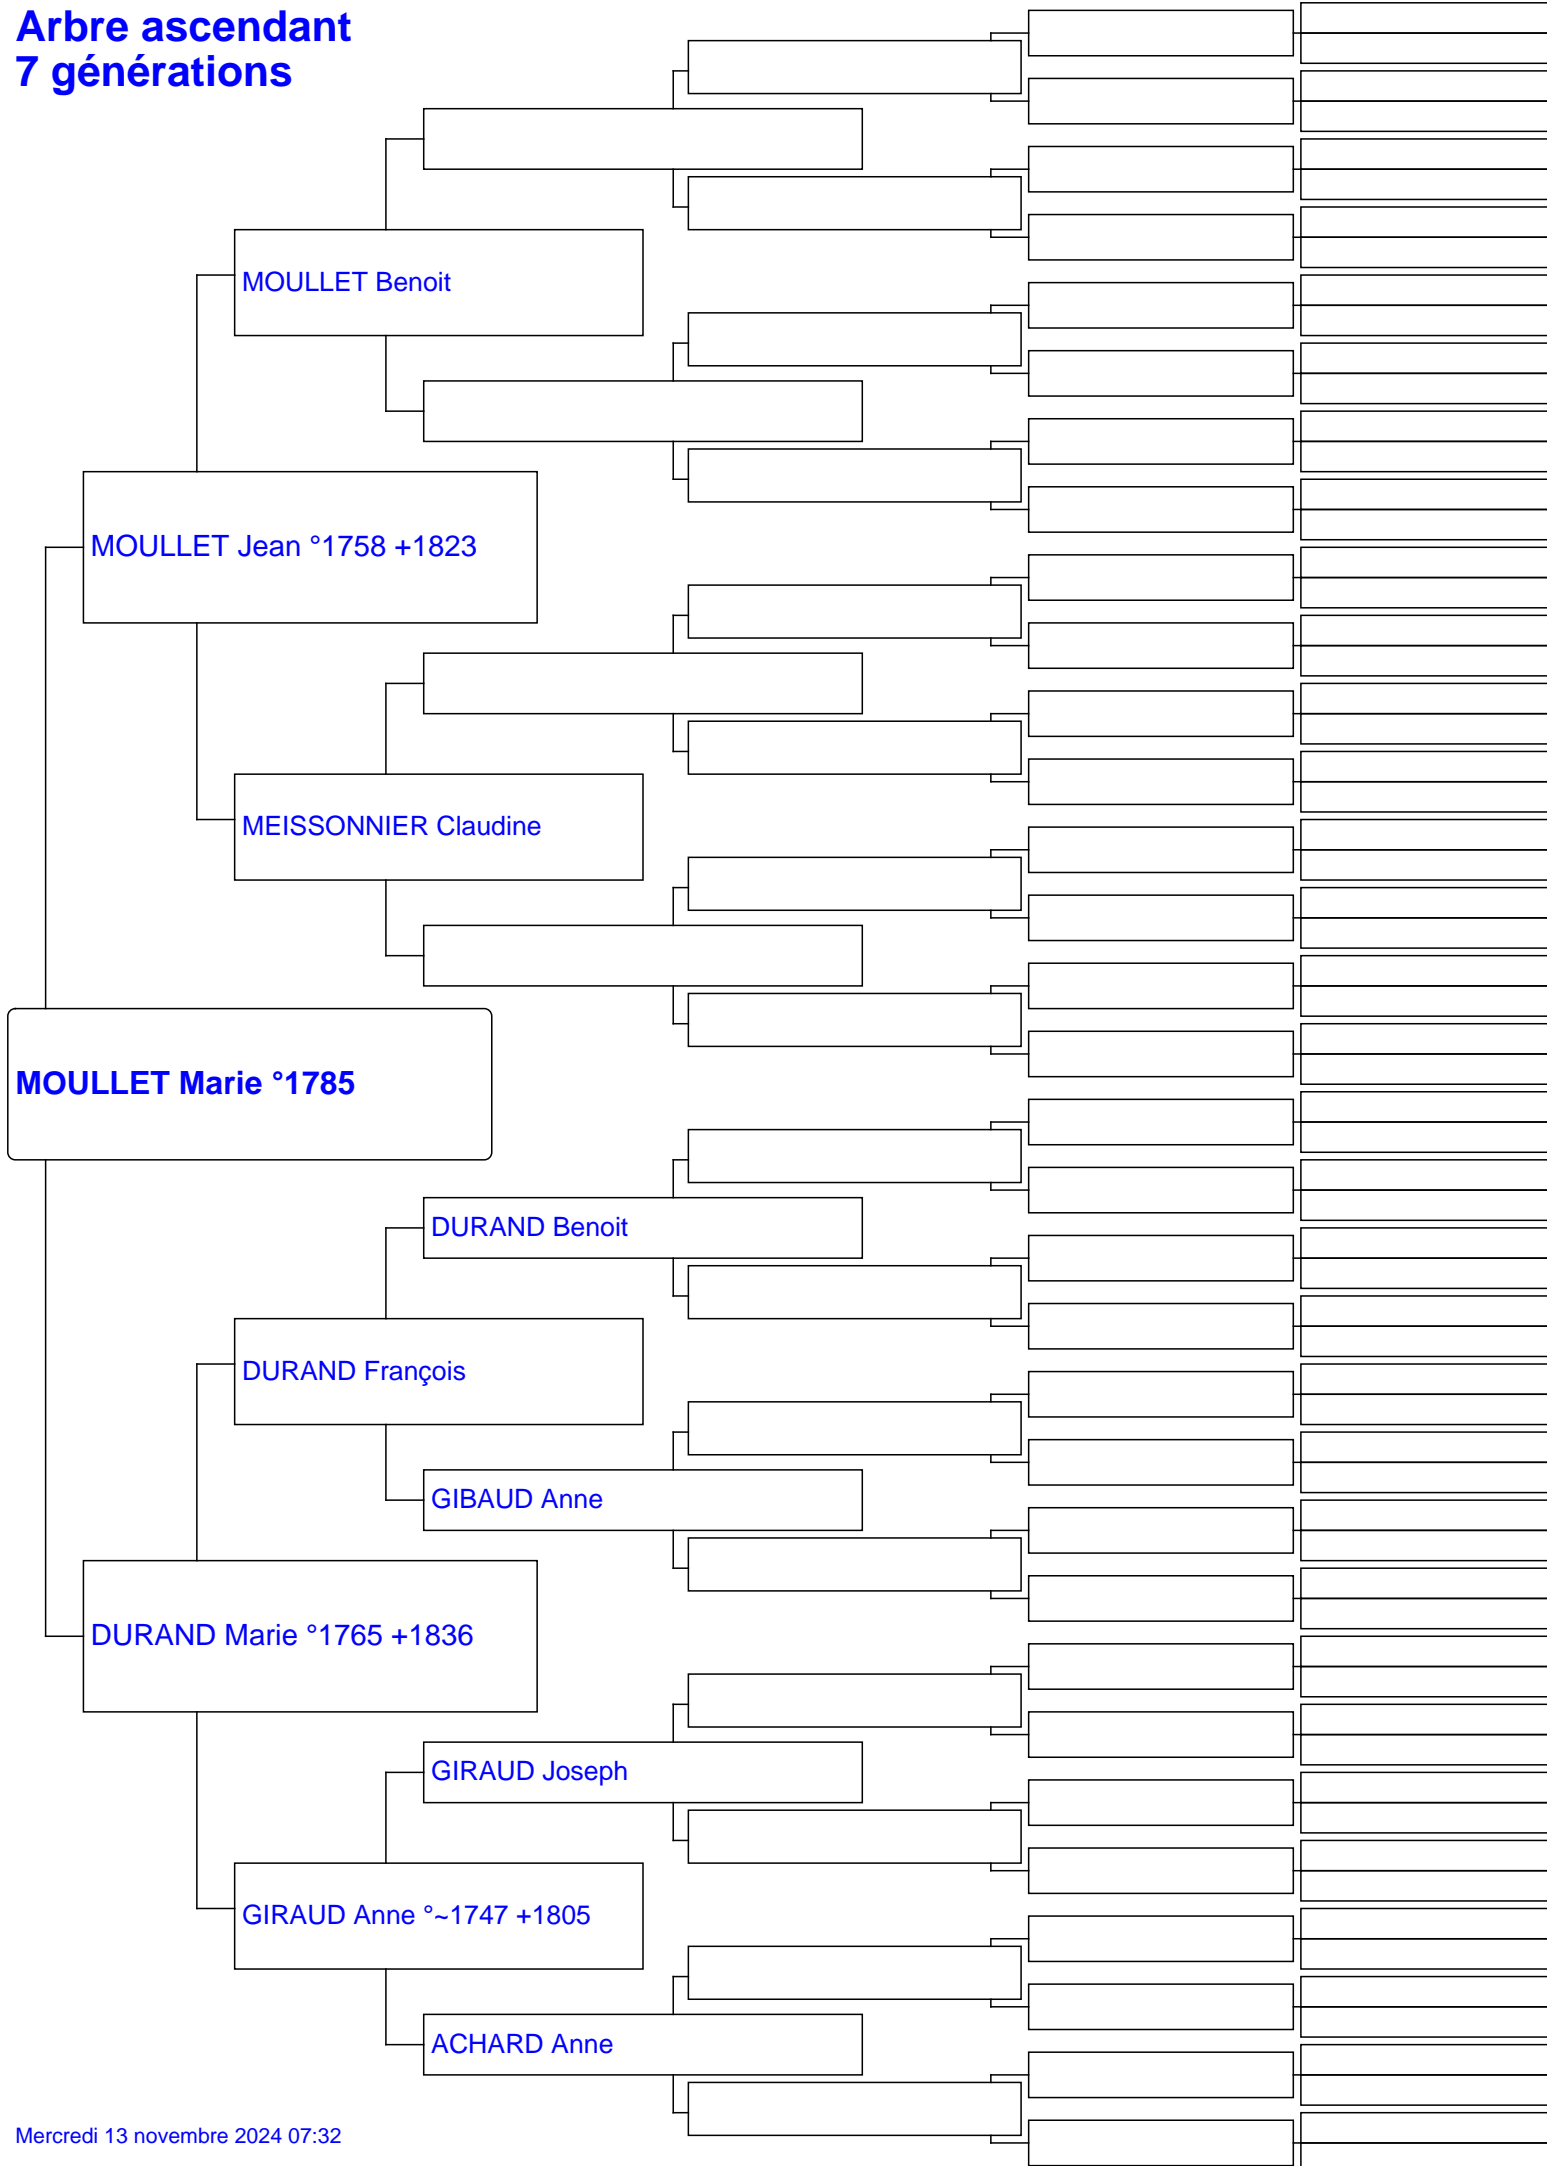 Arbre ascendant
7 générations
MOULLET Benoit
MOULLET Jean °1758 +1823
MEISSONNIER Claudine
MOULLET Marie °1785
DURAND Benoit
DURAND François
GIBAUD Anne
DURAND Marie °1765 +1836
GIRAUD Joseph
GIRAUD Anne °~1747 +1805
ACHARD Anne
Mercredi 13 novembre 2024 07:32